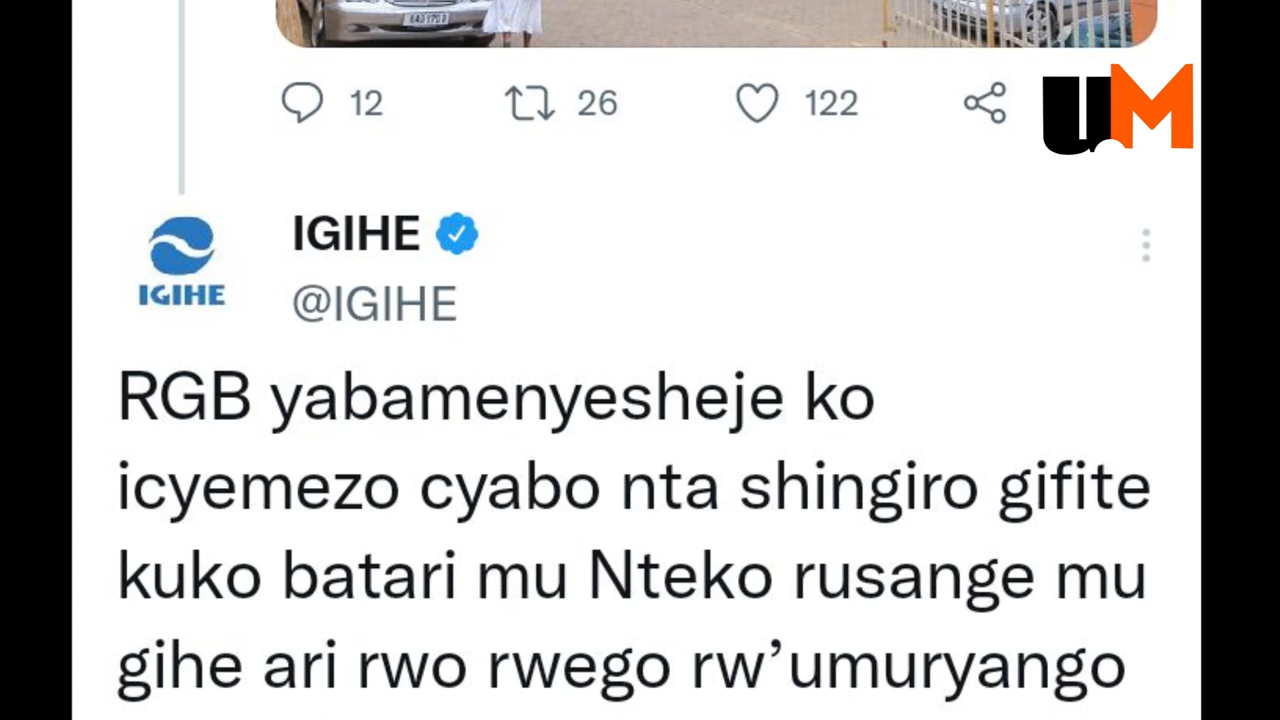 12 26 122
UM
IGIHE
IGIHE
@IGIHE
RGB yabamenyesheje ko
icyemezo cyabo nta shingiro gifite
kuko batari mu Nteko rusange mu
gihe ari rwo rwego rw’umuryango